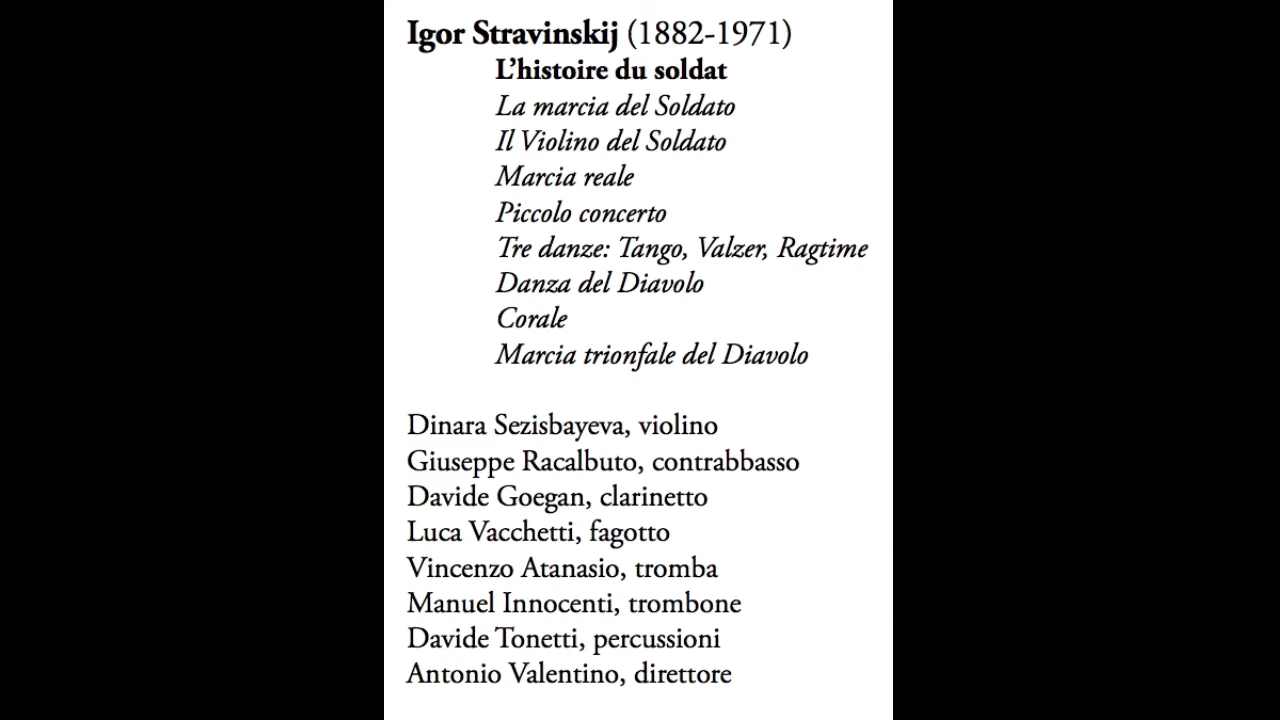 Igor Stravinskij (1882-1971)
L’histoire du soldat
La marcia del Soldato
Il Violino del Soldato
Marcia reale
Piccolo concerto
Tre danze: Tango, Valzer, Ragtime
Danza del Diavolo
Corale
Marcia trionfale del Diavolo
Dinara Sezisbayeva, violino
Giuseppe Racalbuto, contrabbasso
Davide Goegan, clarinetto
Luca Vacchetti, fagotto
Vincenzo Atanasio, tromba
Manuel Innocenti, trombone
Davide Tonetti, percussioni
Antonio Valentino, direttore